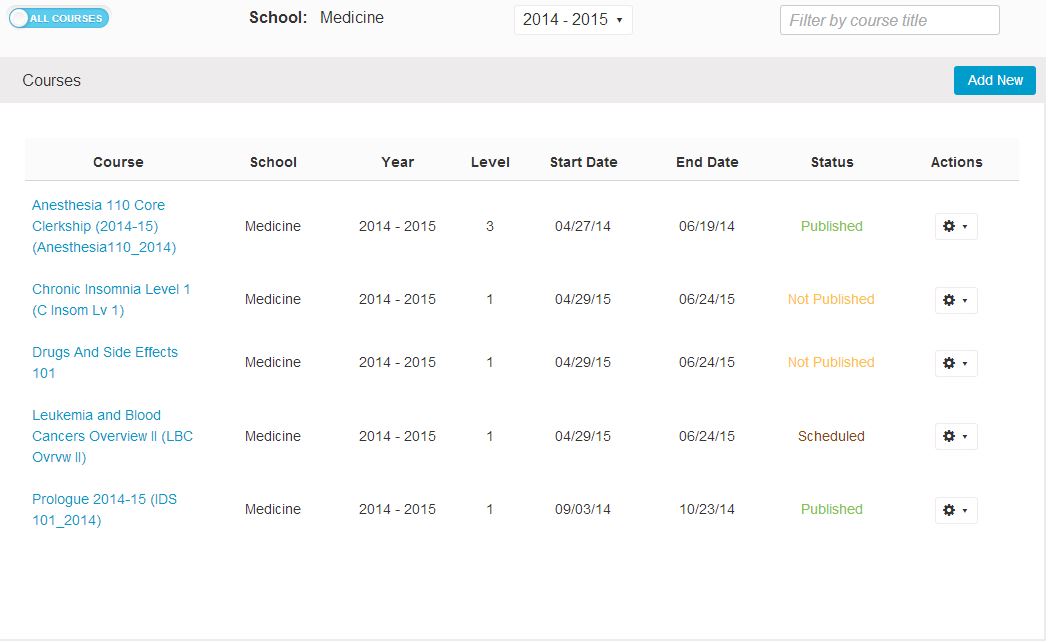 ALL COURSES School: Medicine 2014 - 2015 Filter by course title
Courses Add New
Course School Year Level Start Date End Date Status Actions
Anesthesia 110 Core
Clerkship (2014-15)
(Anesthesia110_2014)
Medicine 2014 - 2015 3 04/27/14 06/19/14 Published
Chronic Insomnia Level 1
(C Insom Lv 1)
Medicine 2014 - 2015 1 04/29/15 06/24/15 Not Published
Drugs And Side Effects
101
Medicine 2014 - 2015 1 04/29/15 06/24/15 Not Published
Leukemia and Blood
Cancers Overview II (LBC
Ovrvw II)
Medicine 2014 - 2015 1 04/29/15 06/24/15 Scheduled
Prologue 2014-15 (IDS
101_2014)
Medicine 2014 - 2015 1 09/03/14 10/23/14 Published